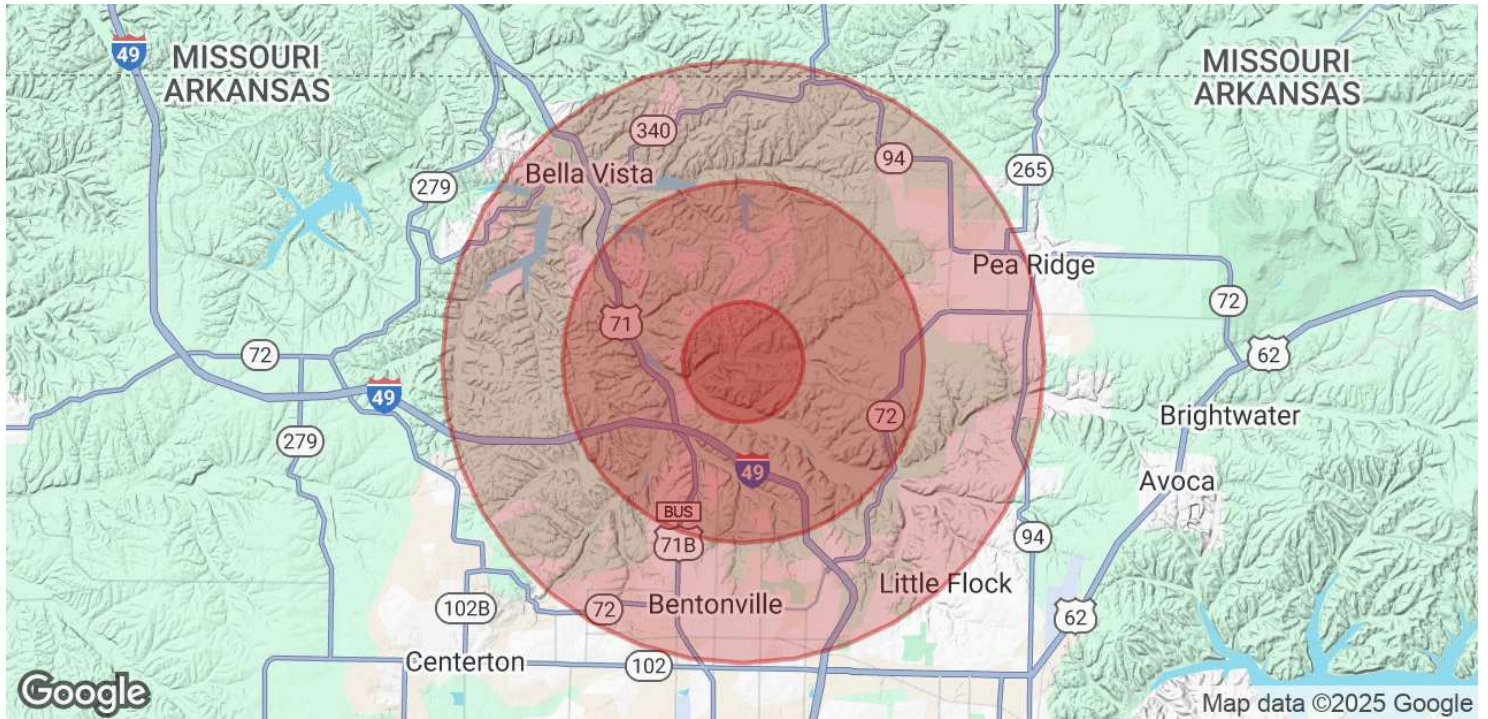 49
MISSOURI
ARKANSAS
MISSOURI
ARKANSAS
340
94
265
Bella Vista
279
Pea Ridge
72
71
62
72
49
72
Brightwater
279
49
Avoca
BUS
71B
94
Little Flock
102B
72
Bentonville
62
Centerton
102
Google
Map data ©2025 Google